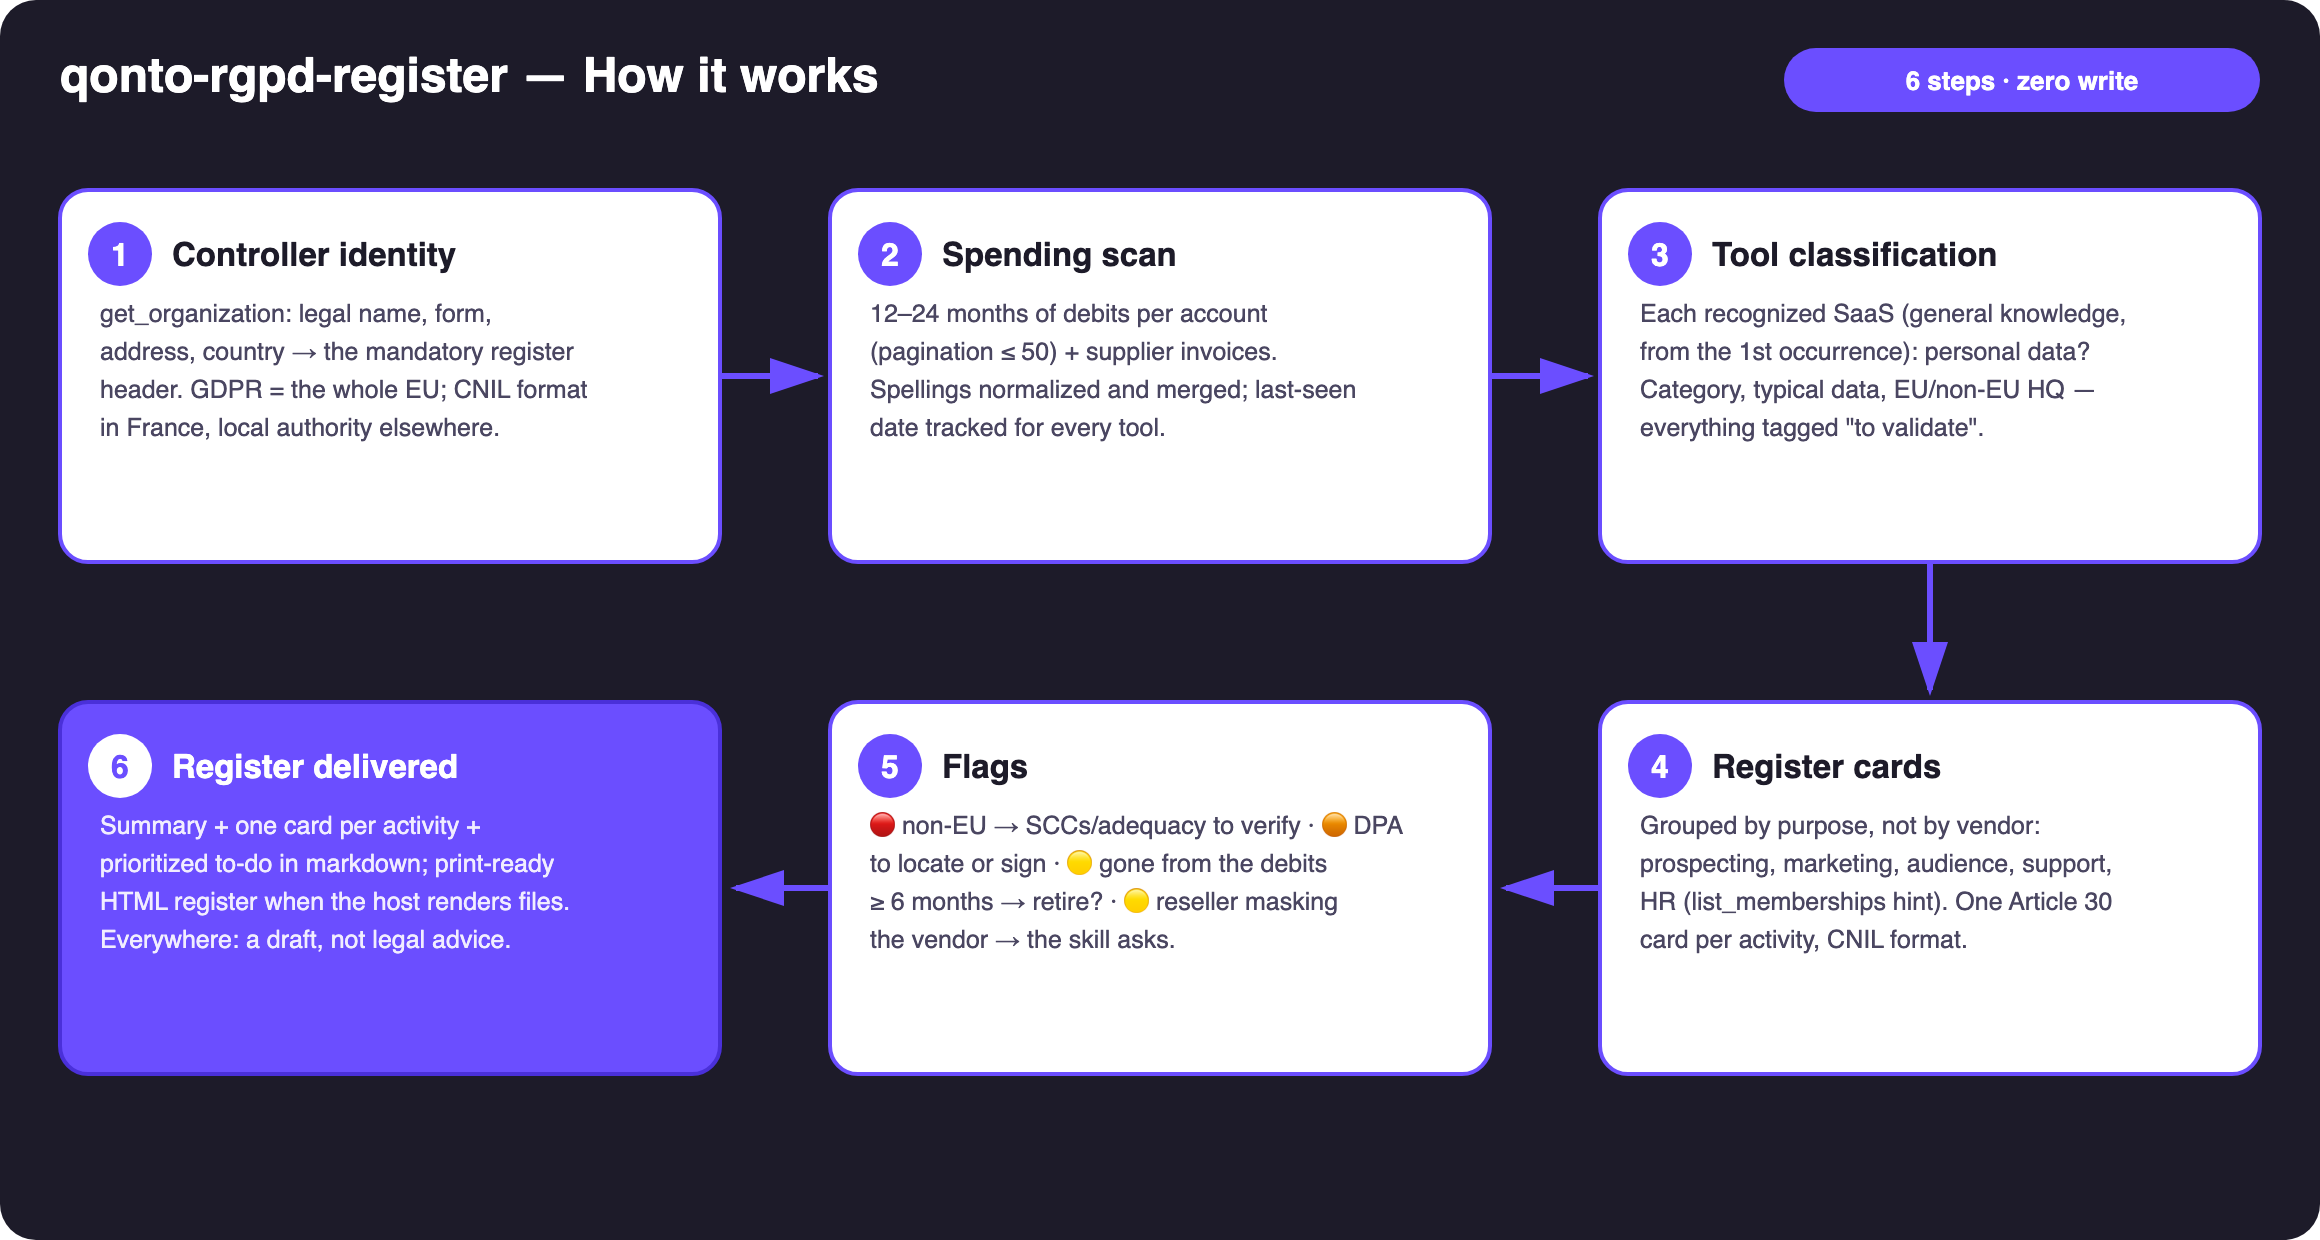 qonto-rgpd-register — How it works
6 steps · zero write
1 Controller identity
get_organization: legal name, form,
address, country → the mandatory register
header. GDPR = the whole EU; CNIL format
in France, local authority elsewhere.
2 Spending scan
12–24 months of debits per account
(pagination ≤ 50) + supplier invoices.
Spellings normalized and merged; last-seen
date tracked for every tool.
3 Tool classification
Each recognized SaaS (general knowledge,
from the 1st occurrence): personal data?
Category, typical data, EU/non-EU HQ —
everything tagged "to validate".
4 Register cards
Grouped by purpose, not by vendor:
prospecting, marketing, audience, support,
HR (list_memberships hint). One Article 30
card per activity, CNIL format.
5 Flags
🔴 non-EU → SCCs/adequacy to verify · 🟠 DPA
to locate or sign · 🟡 gone from the debits
≥ 6 months → retire? · 🟡 reseller masking
the vendor → the skill asks.
6 Register delivered
Summary + one card per activity +
prioritized to-do in markdown; print-ready
HTML register when the host renders files.
Everywhere: a draft, not legal advice.